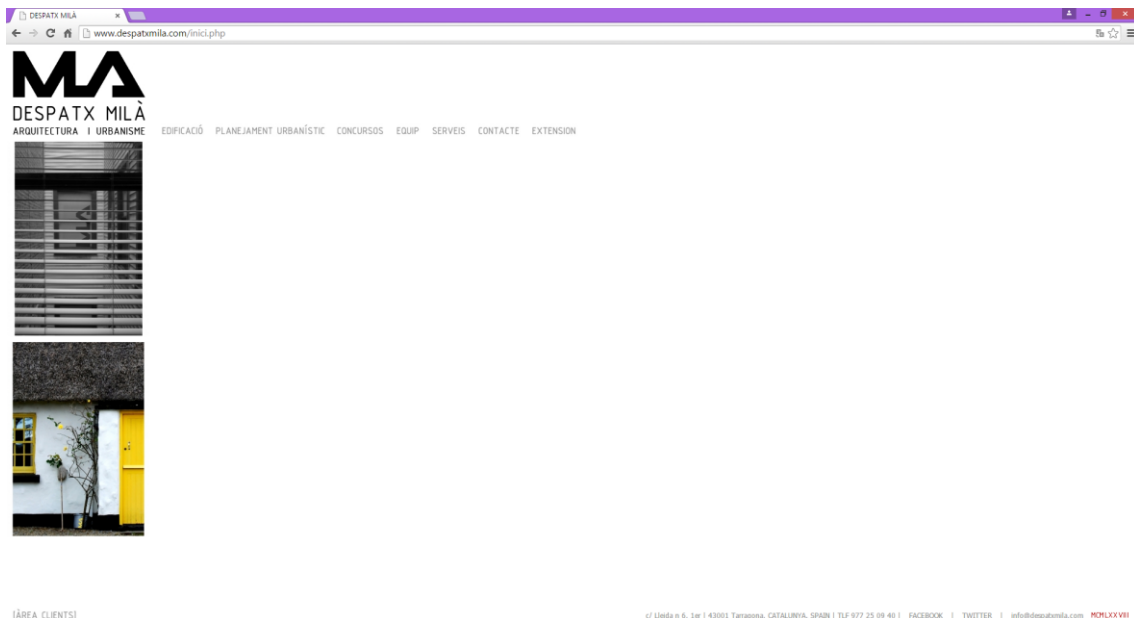 DESPATX MILÀ
www.despatxmila.com/inici.php
MA
DESPATX MILÀ
ARQUITECTURA I URBANISME
EDIFICACIÓ PLANEJAMENT URBANÍSTIC CONCURSOS EQUIP SERVEIS CONTACTE EXTENSION
[ÀREA CLIENTS]
c/ Lleida n 6, 1er | 43001 Tarragona, CATALUNYA, SPAIN | TLF 977 25 09 40 | FACEBOOK | TWITTER | info@despatxmila.com MCMLXXVIII